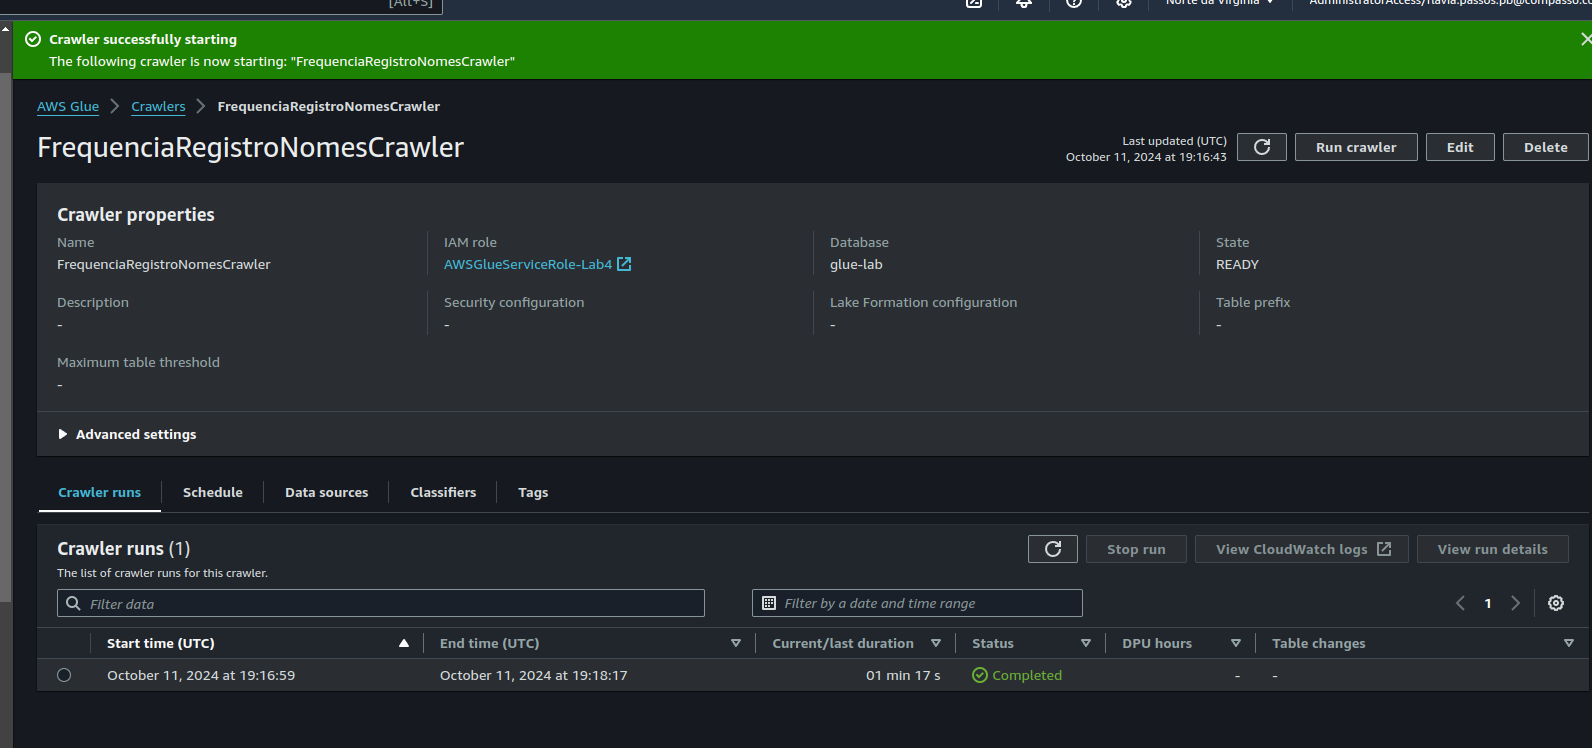 [Alt+S]
Norte da Virgínia
Crawler successfully starting
The following crawler is now starting: "FrequenciaRegistroNomesCrawler"
AWS Glue
Crawlers
FrequenciaRegistroNomesCrawler
FrequenciaRegistroNomesCrawler
Last updated (UTC)
October 11, 2024 at 19:16:43
Run crawler
Edit
Delete
Crawler properties
Name
FrequenciaRegistroNomesCrawler
IAM role
AWSGlueServiceRole-Lab4
Database
glue-lab
State
READY
Description
-
Security configuration
-
Lake Formation configuration
-
Table prefix
-
Maximum table threshold
-
Advanced settings
Crawler runs
Schedule
Data sources
Classifiers
Tags
Crawler runs (1)
The list of crawler runs for this crawler.
Stop run
View CloudWatch logs
View run details
Filter data
Filter by a date and time range
1
Start time (UTC) End time (UTC) Current/last duration Status DPU hours Table changes
October 11, 2024 at 19:16:59 October 11, 2024 at 19:18:17 01 min 17 s Completed - -